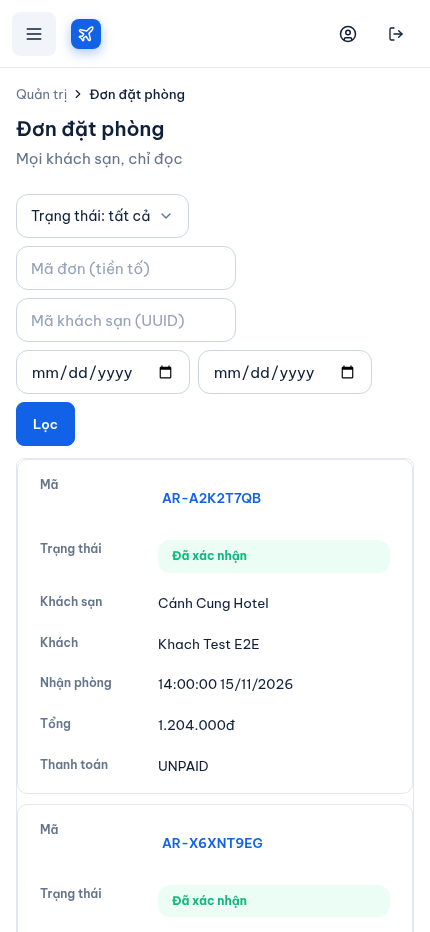 Quản trị > Đơn đặt phòng
Đơn đặt phòng
Mọi khách sạn, chỉ đọc
Trạng thái: tất cả
Mã đơn (tiền tố)
Mã khách sạn (UUID)
mm/dd/yyyy mm/dd/yyyy
Lọc
Mã AR-A2K2T7QB
Trạng thái Đã xác nhận
Khách sạn Cánh Cung Hotel
Khách Khach Test E2E
Nhận phòng 14:00:00 15/11/2026
Tổng 1.204.000đ
Thanh toán UNPAID
Mã AR-X6XNT9EG
Trạng thái Đã xác nhận